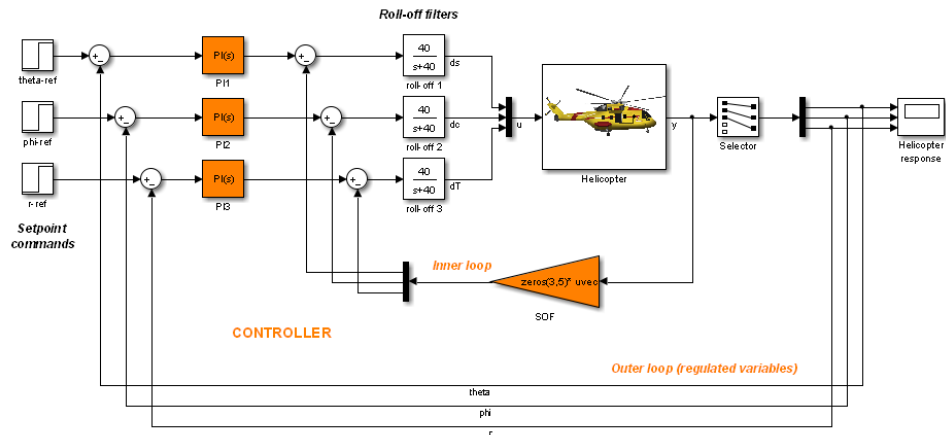 Roll-off filters
theta-ref
PI(s)
PI1
40
s+40
roll-off 1
ds
phi-ref
PI(s)
PI2
40
s+40
roll-off 2
dc
r-ref
PI(s)
PI3
40
s+40
roll-off 3
dT
u
Helicopter
y
Selector
Helicopter
response
Setpoint
commands
Inner loop
zeros(3,5)* uvec
SOF
CONTROLLER
Outer loop (regulated variables)
theta
phi
r